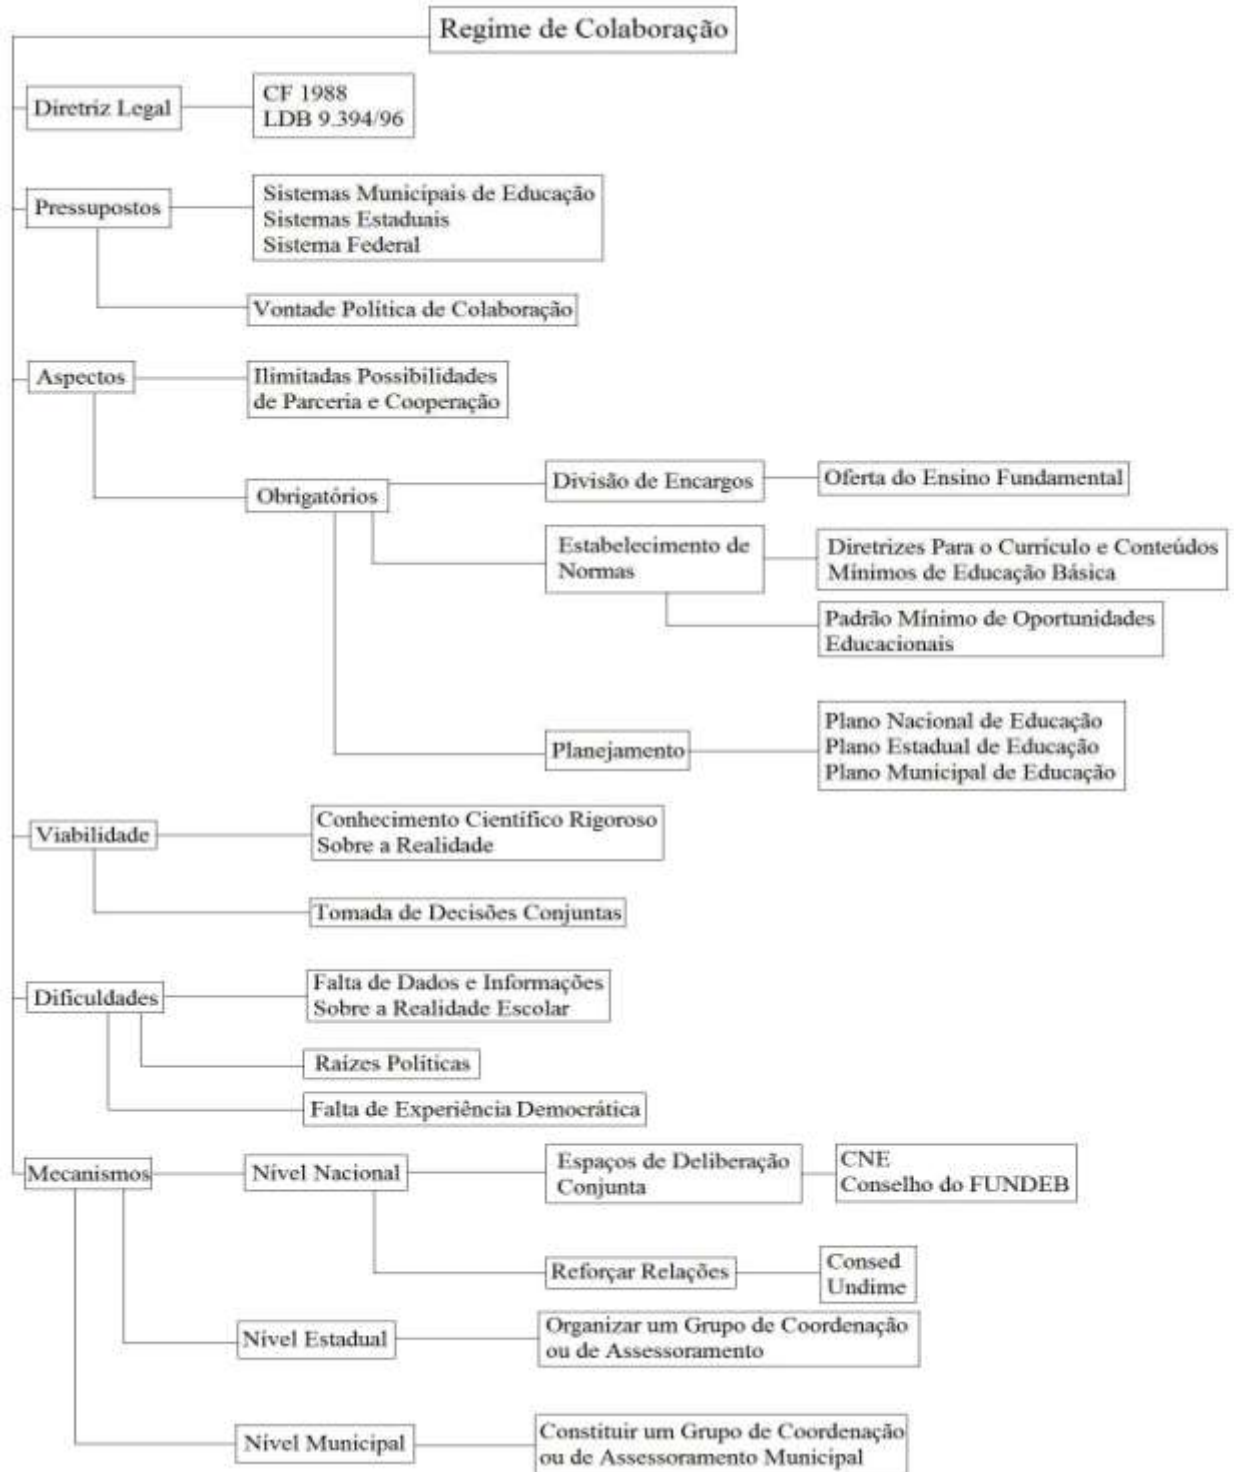 Regime de Colaboração
Diretriz Legal
CF 1988
LDB 9.394/96
Pressupostos
Sistemas Municipais de Educação
Sistemas Estaduais
Sistema Federal
Vontade Política de Colaboração
Aspectos
Ilimitadas Possibilidades
de Parceria e Cooperação
Obrigatórios
Divisão de Encargos
Oferta do Ensino Fundamental
Estabelecimento de
Normas
Diretrizes Para o Currículo e Conteúdos
Mínimos de Educação Básica
Padrão Mínimo de Oportunidades
Educacionais
Planejamento
Plano Nacional de Educação
Plano Estadual de Educação
Plano Municipal de Educação
Viabilidade
Conhecimento Científico Rigoroso
Sobre a Realidade
Tomada de Decisões Conjuntas
Dificuldades
Falta de Dados e Informações
Sobre a Realidade Escolar
Raízes Políticas
Falta de Experiência Democrática
Mecanismos
Nível Nacional
Espaços de Deliberação
Conjunta
CNE
Conselho do FUNDEB
Reforçar Relações
Consed
Undime
Nível Estadual
Organizar um Grupo de Coordenação
ou de Assessoramento
Nível Municipal
Constituir um Grupo de Coordenação
ou de Assessoramento Municipal